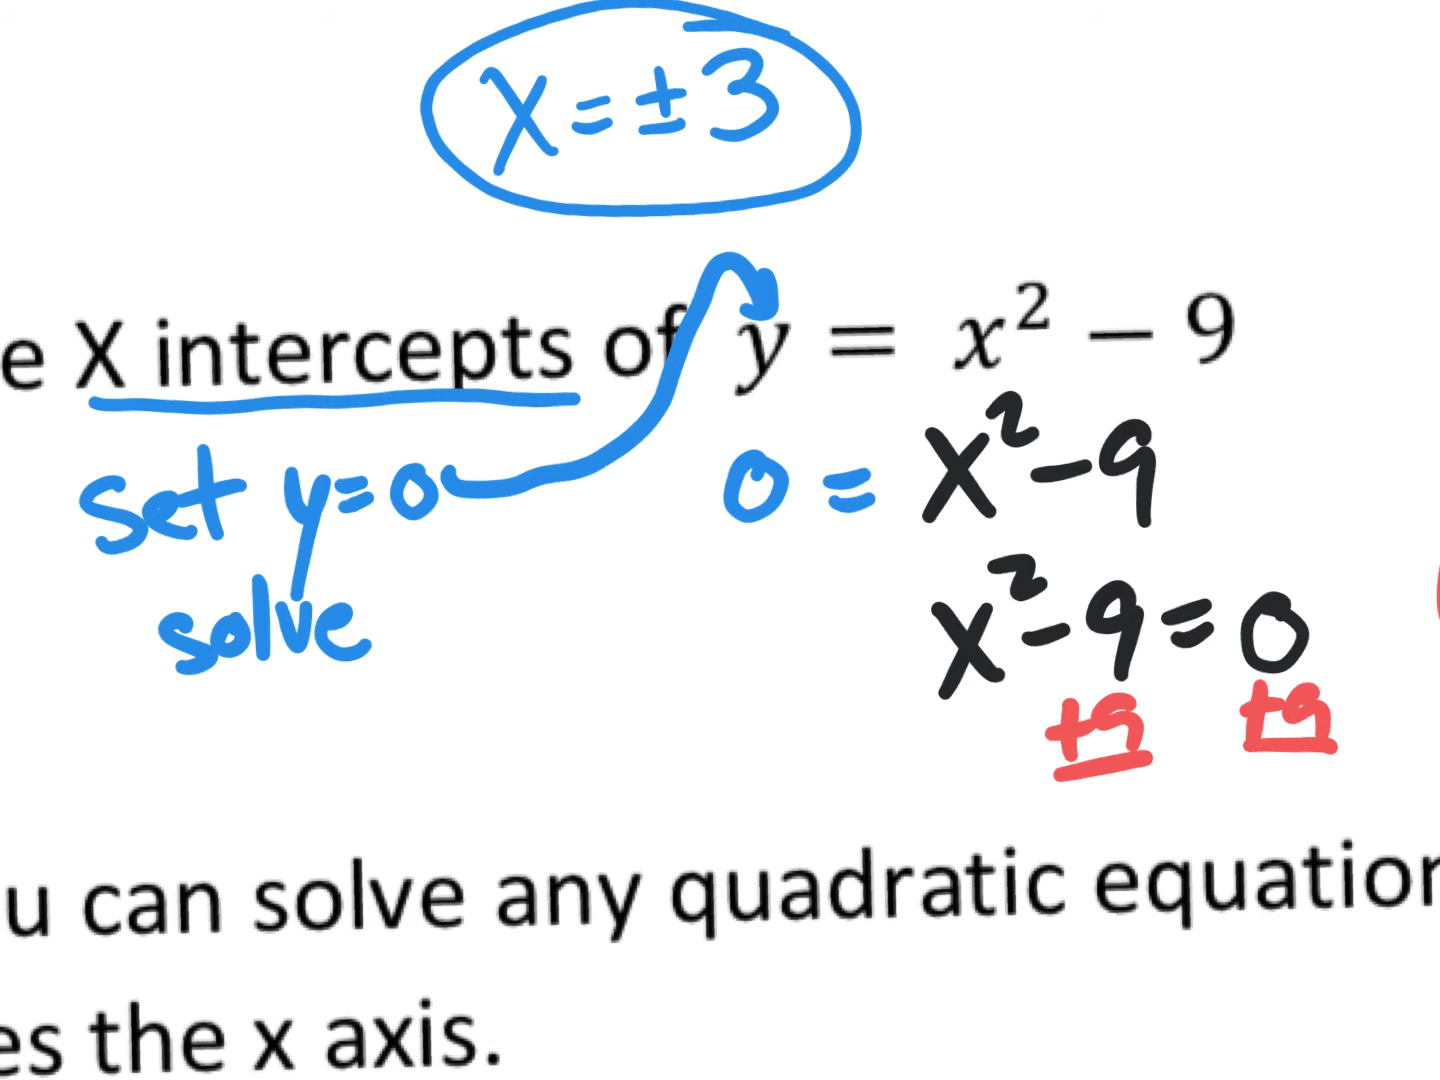 x = ± 3
e X intercepts of y = x² − 9
set y = 0 0 = x² - 9
solve x² - 9 = 0
+9 +9
u can solve any quadratic equation
es the x axis.